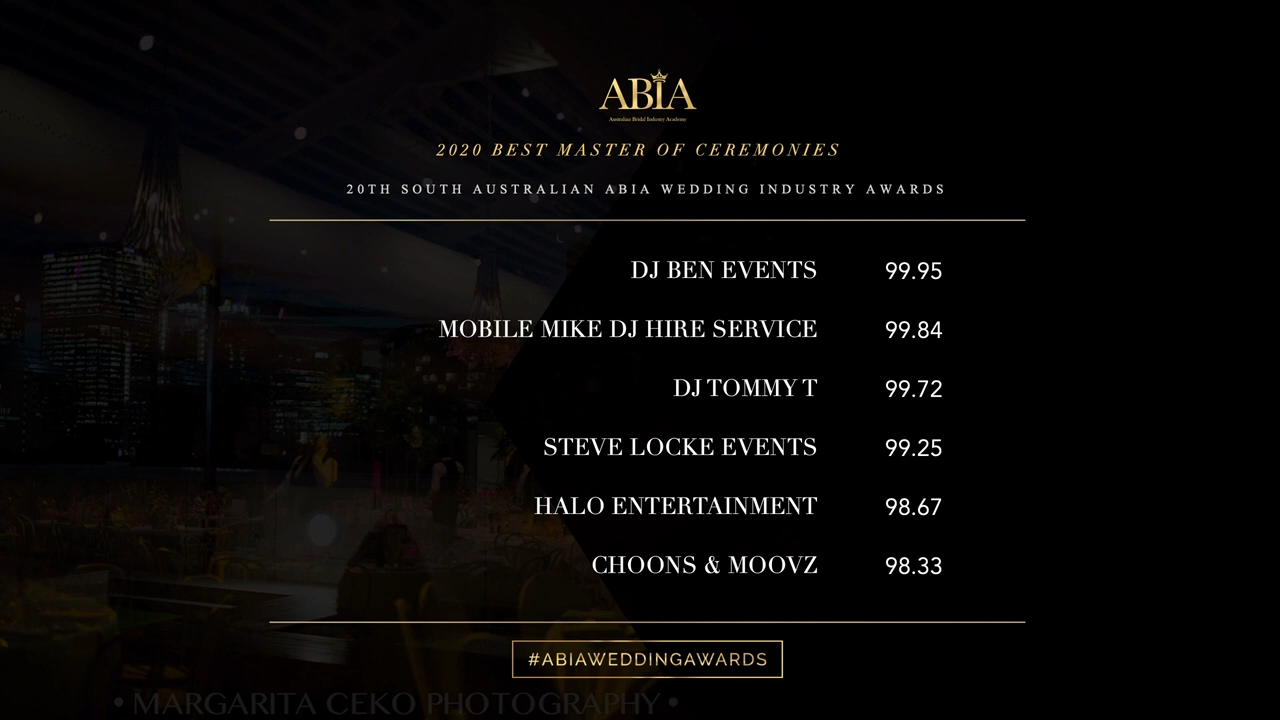 ABIA
Australian Bridal Industry Academy
2020 BEST MASTER OF CEREMONIES
20TH SOUTH AUSTRALIAN ABIA WEDDING INDUSTRY AWARDS
DJ BEN EVENTS 99.95
MOBILE MIKE DJ HIRE SERVICE 99.84
DJ TOMMY T 99.72
STEVE LOCKE EVENTS 99.25
HALO ENTERTAINMENT 98.67
CHOONS & MOOVZ 98.33
#ABIAWEDDINGAWARDS
• MARGARITA CEKO PHOTOGRAPHY •